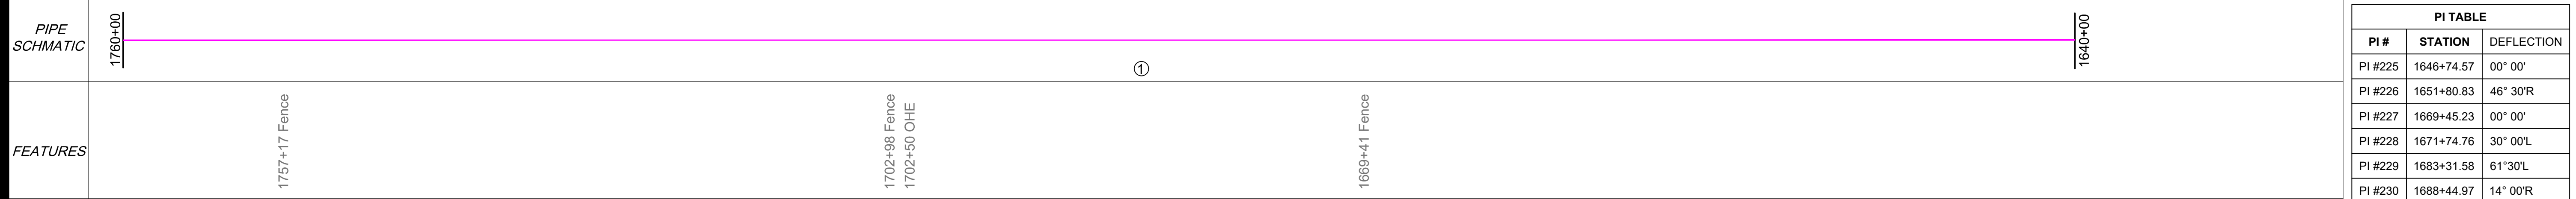 PIPE
SCHMATIC
1760+00
1640+00
①
FEATURES
1757+17 Fence
1702+98 Fence
1702+50 OHE
1669+41 Fence
PI TABLE
PI # STATION DEFLECTION
PI #225 1646+74.57 00° 00'
PI #226 1651+80.83 46° 30'R
PI #227 1669+45.23 00° 00'
PI #228 1671+74.76 30° 00'L
PI #229 1683+31.58 61°30'L
PI #230 1688+44.97 14° 00'R